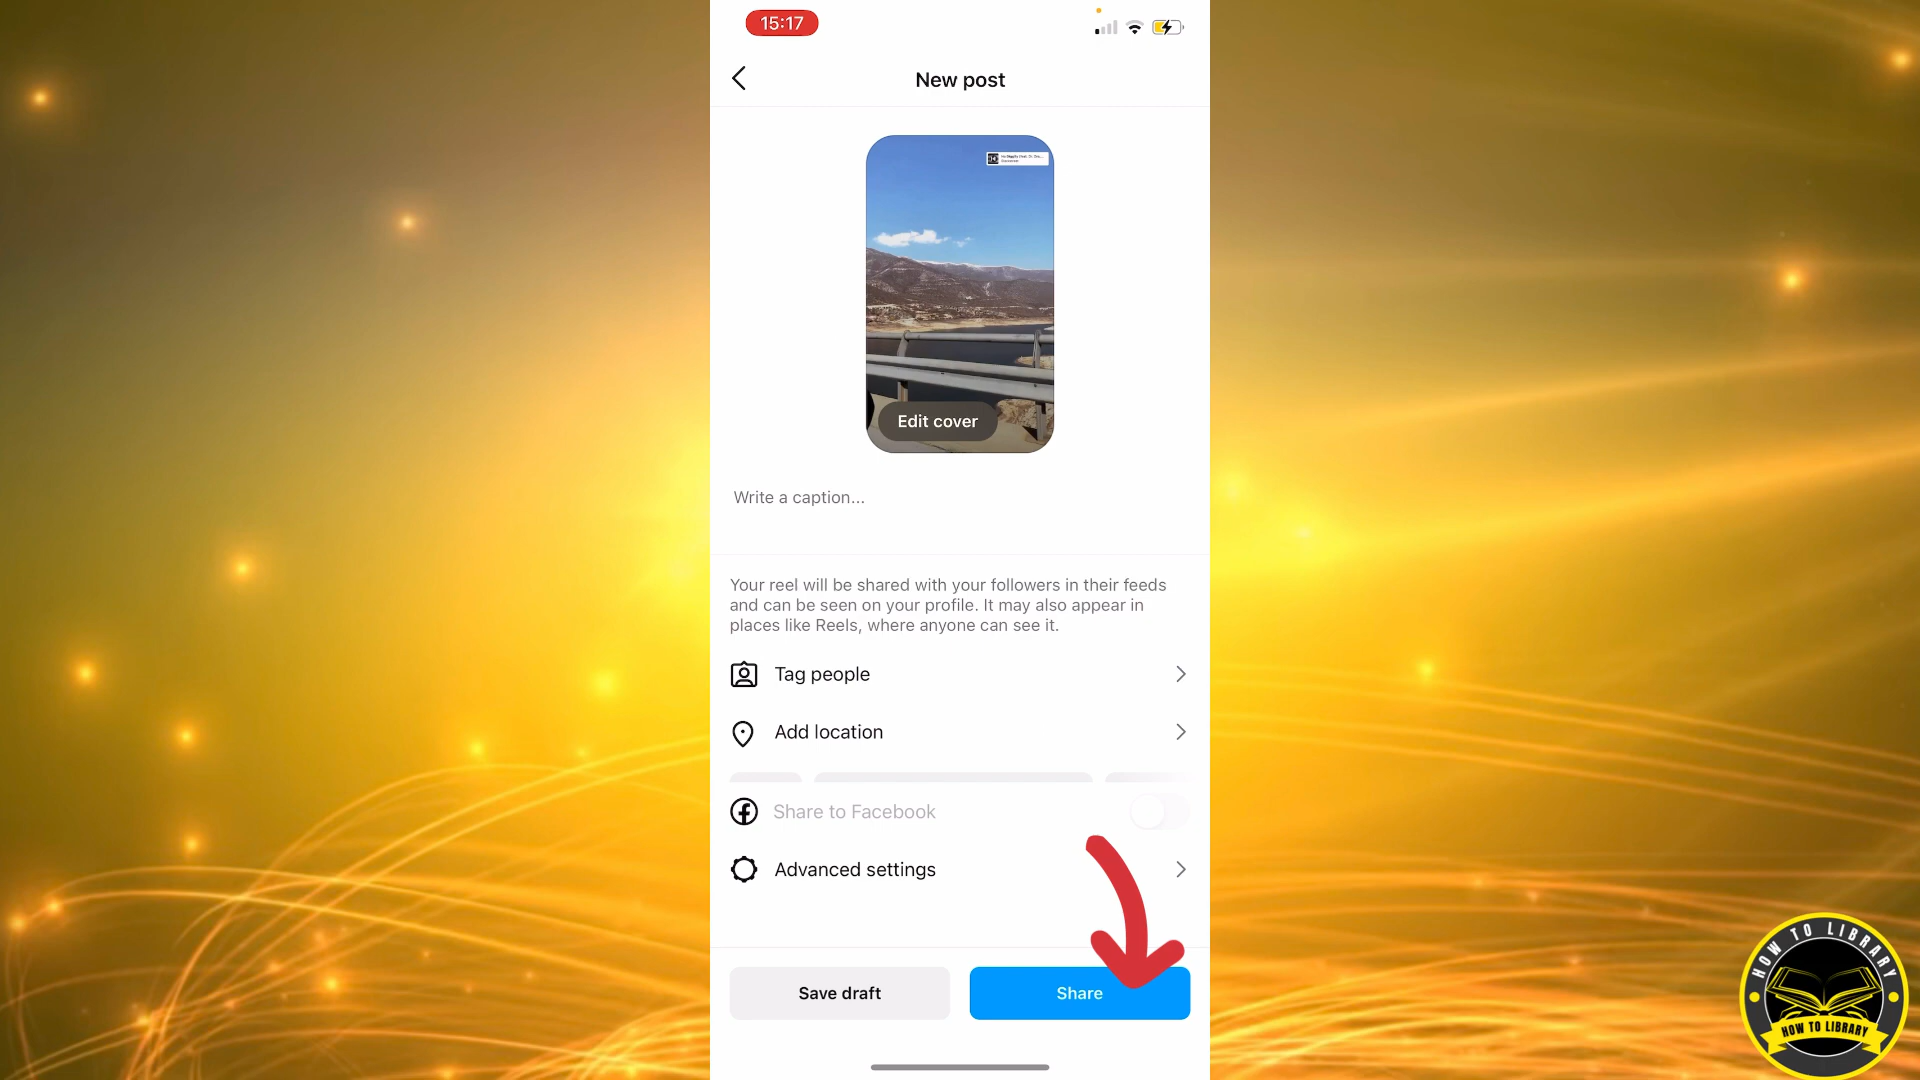 15:17
New post
Edit cover
Write a caption...
Your reel will be shared with your followers in their feeds
and can be seen on your profile. It may also appear in
places like Reels, where anyone can see it.
Tag people
Add location
Share to Facebook
Advanced settings
Save draft
Share
HOW TO LIBRARY
HOW TO LIBRARY